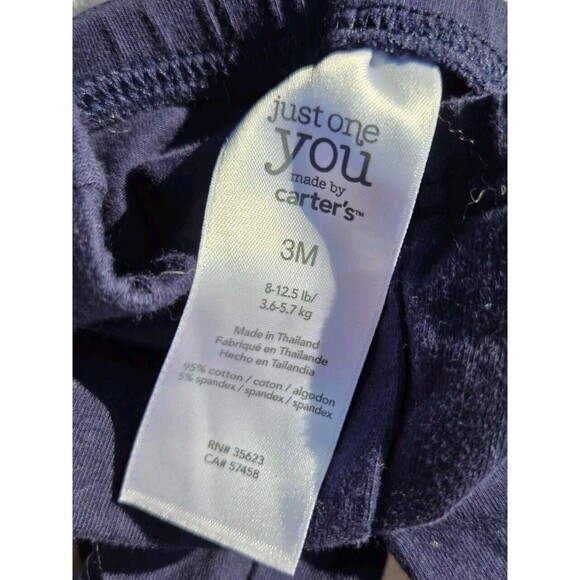 just one
you
made by
carter's™
3M
8-12.5 lb/
3.6-5.7 kg
Made in Thailand
Fabriqué en Thaïlande
Hecho en Tailandia
95% cotton / coton / algodon
5% spandex / spandex / spandex
RN# 35623
CA# 57458